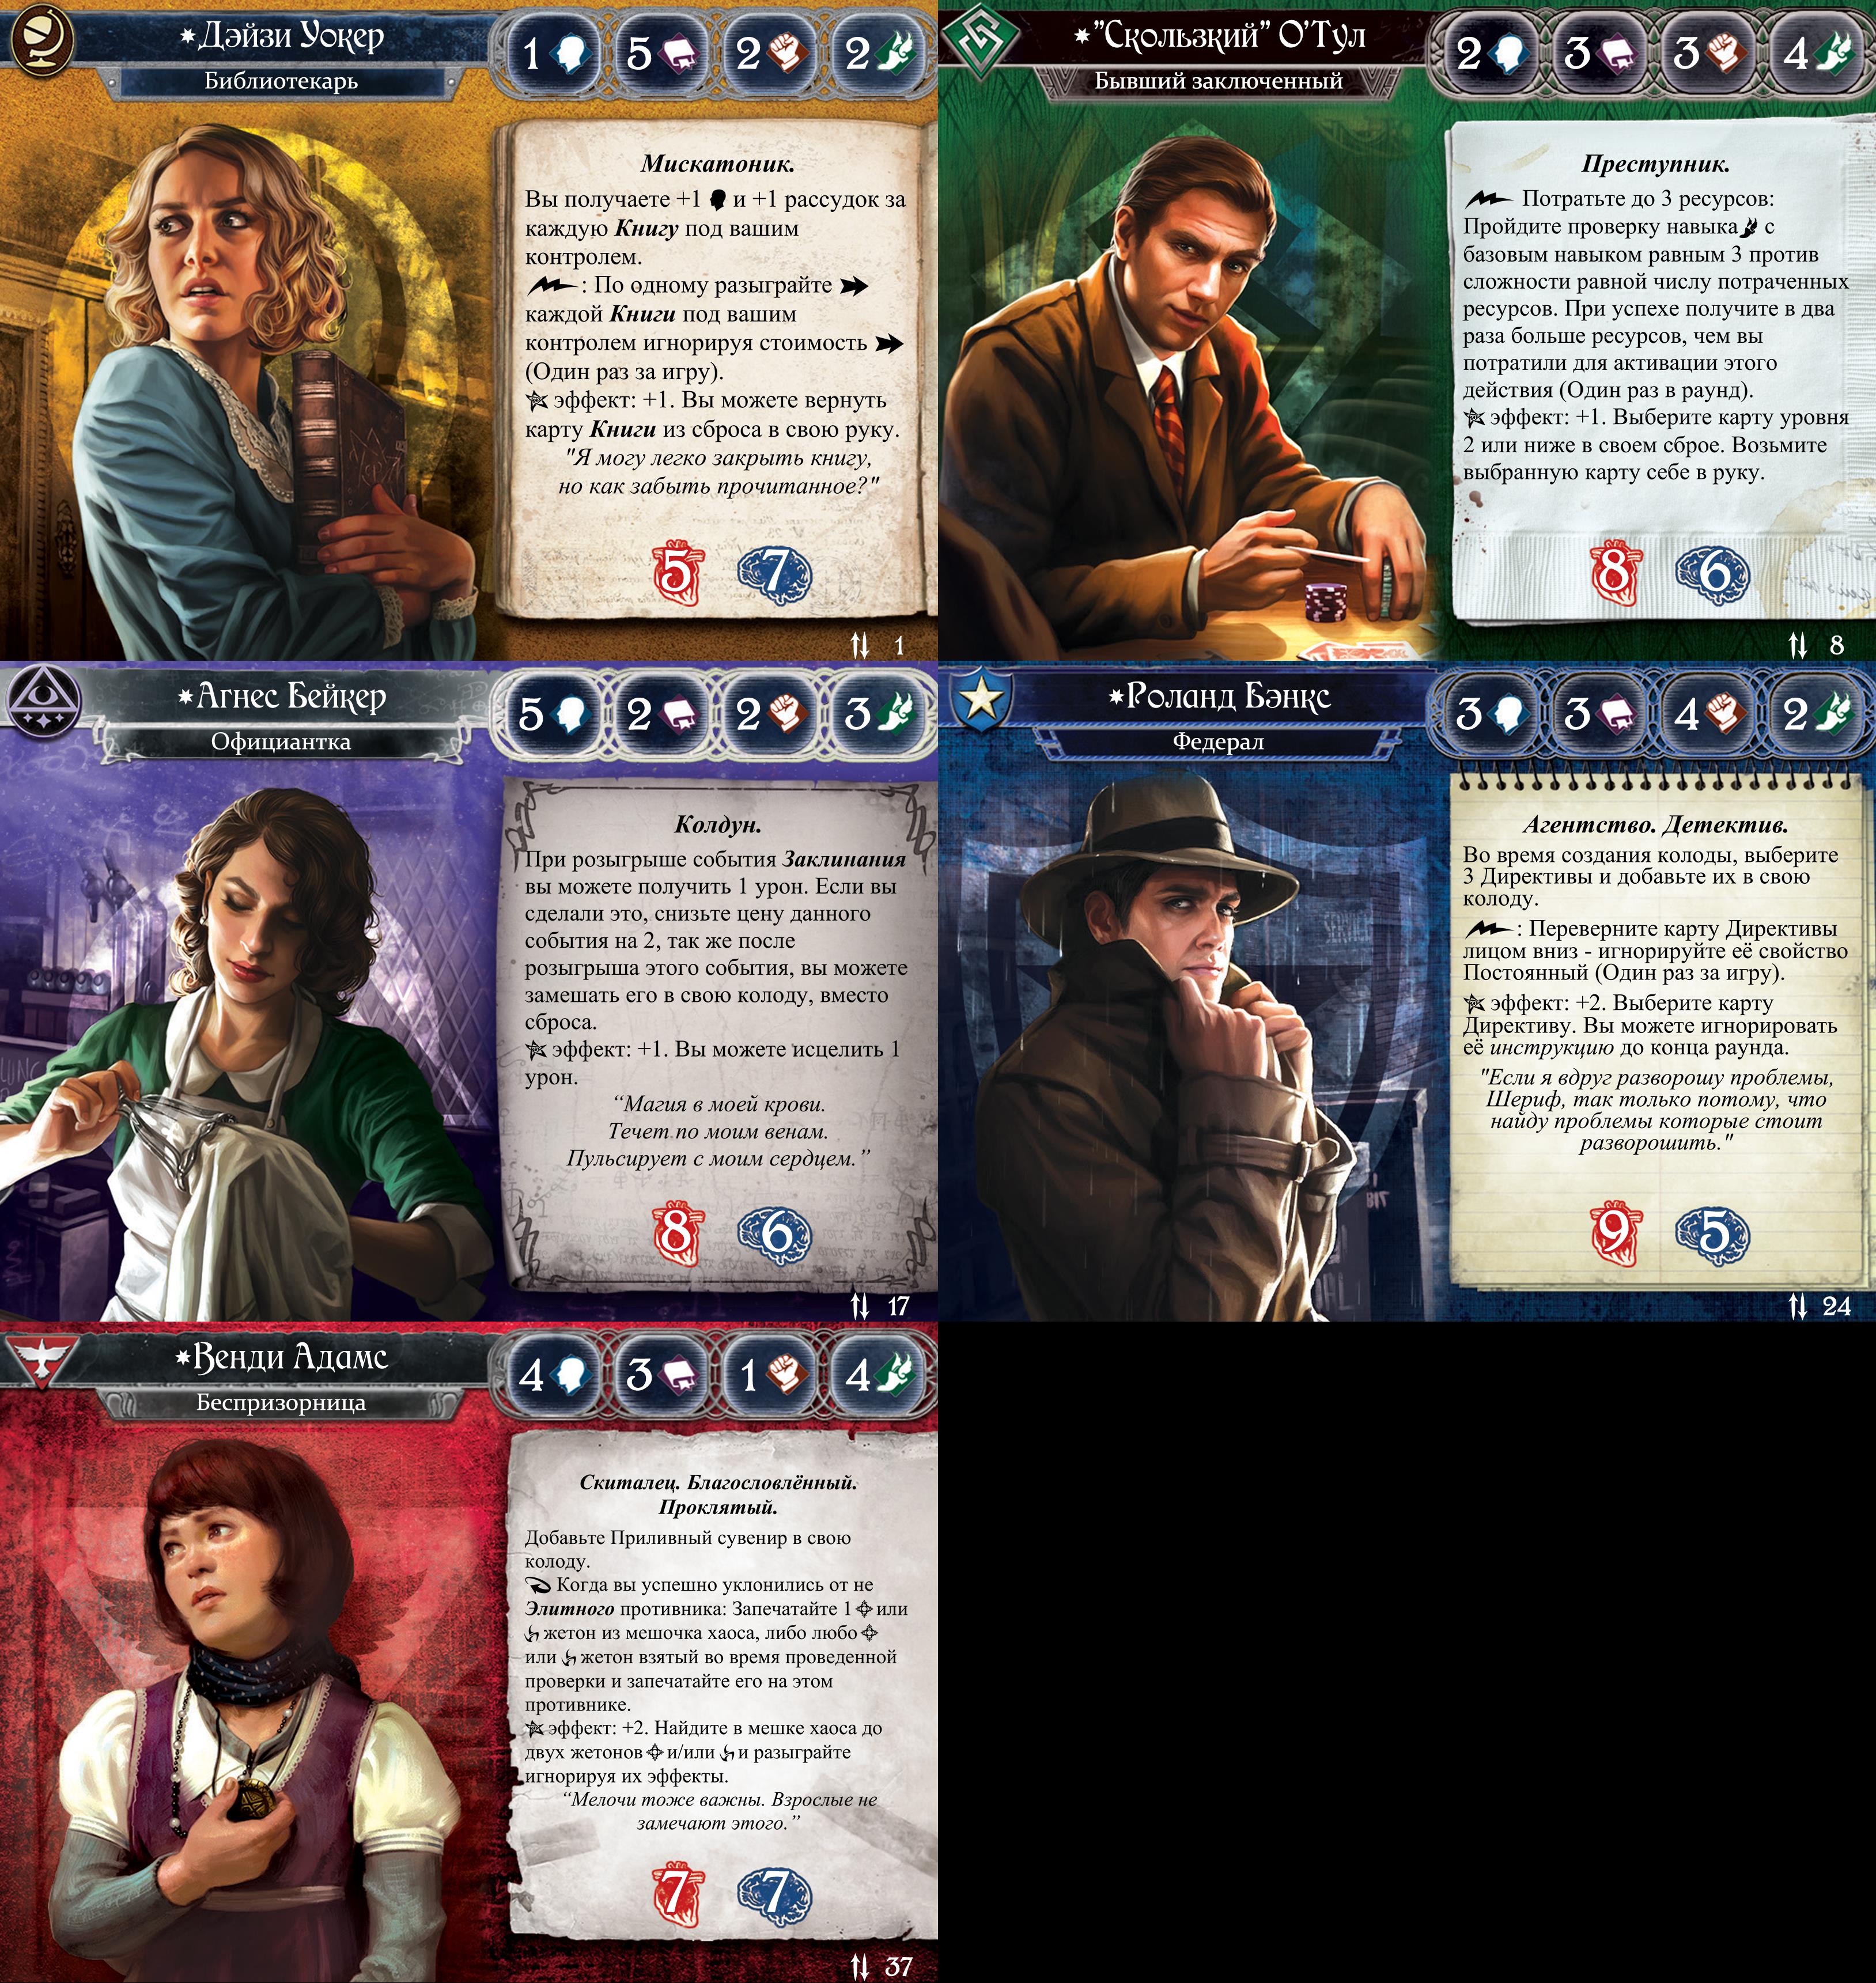 *Дэйзи Уокер
Библиотекарь
1 5 2 2
Мискатоник.
Вы получаете +1 и +1 рассудок за
каждую Книгу под вашим
контролем.
: По одному разыграйте
каждой Книги под вашим
контролем игнорируя стоимость
(Один раз за игру).
эффект: +1. Вы можете вернуть
карту Книги из сброса в свою руку.
"Я могу легко закрыть книгу,
но как забыть прочитанное?"
5 7
1
*"Скользкий" О'Тул
Бывший заключенный
2 3 3 4
Преступник.
Потратьте до 3 ресурсов:
Пройдите проверку навыка с
базовым навыком равным 3 против
сложности равной числу потраченных
ресурсов. При успехе получите в два
раза больше ресурсов, чем вы
потратили для активации этого
действия (Один раз в раунд).
эффект: +1. Выберите карту уровня
2 или ниже в своем сброе. Возьмите
выбранную карту себе в руку.
8 6
8
*Агнес Бейкер
Официантка
5 2 2 3
Колдун.
При розыгрыше события Заклинания
вы можете получить 1 урон. Если вы
сделали это, снизьте цену данного
события на 2, так же после
розыгрыша этого события, вы можете
замешать его в свою колоду, вместо
сброса.
эффект: +1. Вы можете исцелить 1
урон.
“Магия в моей крови.
Течет по моим венам.
Пульсирует с моим сердцем.”
8 6
17
*Роланд Бэнкс
Федерал
3 3 4 2
Агентство. Детектив.
Во время создания колоды, выберите
3 Директивы и добавьте их в свою
колоду.
: Переверните карту Директивы
лицом вниз - игнорируйте её свойство
Постоянный (Один раз за игру).
эффект: +2. Выберите карту
Директиву. Вы можете игнорировать
её инструкцию до конца раунда.
"Если я вдруг разворошу проблемы,
Шериф, так только потому, что
найду проблемы которые стоит
разворошить."
9 5
24
*Венди Адамс
Беспризорница
4 3 1 4
Скиталец. Благословлённый.
Проклятый.
Добавьте Приливный сувенир в свою
колоду.
Когда вы успешно уклонились от не
Элитного противника: Запечатайте 1 или
жетон из мешочка хаоса, либо любо
или жетон взятый во время проведенной
проверки и запечатайте его на этом
противнике.
эффект: +2. Найдите в мешке хаоса до
двух жетонов и/или и разыграйте
игнорируя их эффекты.
“Мелочи тоже важны. Взрослые не
замечают этого.”
7 7
37